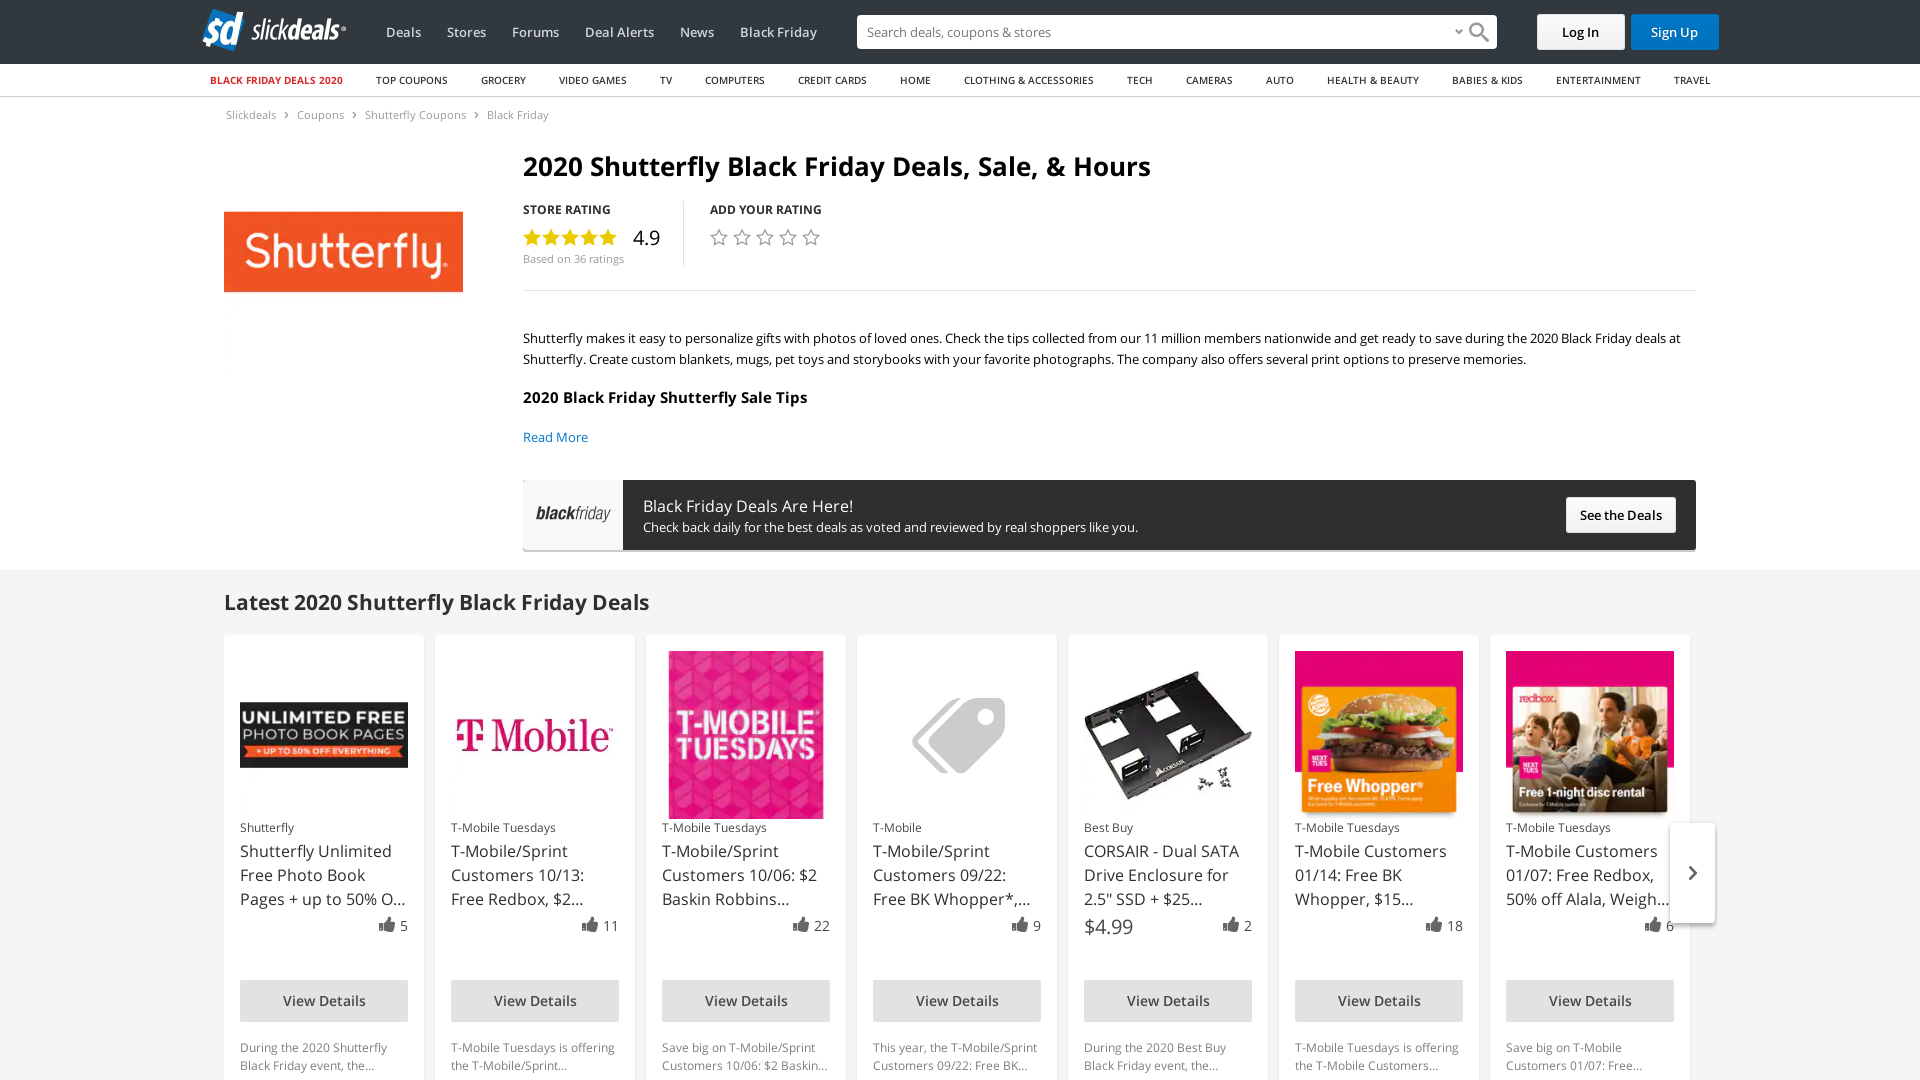 sd slickdeals
Deals
Stores
Forums
Deal Alerts
News
Black Friday
Search deals, coupons & stores
Log In
Sign Up
BLACK FRIDAY DEALS 2020
TOP COUPONS
GROCERY
VIDEO GAMES
TV
COMPUTERS
CREDIT CARDS
HOME
CLOTHING & ACCESSORIES
TECH
CAMERAS
AUTO
HEALTH & BEAUTY
BABIES & KIDS
ENTERTAINMENT
TRAVEL
Slickdeals > Coupons > Shutterfly Coupons > Black Friday
2020 Shutterfly Black Friday Deals, Sale, & Hours
Shutterfly.
STORE RATING
4.9
Based on 36 ratings
ADD YOUR RATING
Shutterfly makes it easy to personalize gifts with photos of loved ones. Check the tips collected from our 11 million members nationwide and get ready to save during the 2020 Black Friday deals at
Shutterfly. Create custom blankets, mugs, pet toys and storybooks with your favorite photographs. The company also offers several print options to preserve memories.
2020 Black Friday Shutterfly Sale Tips
Read More
blackfriday
Black Friday Deals Are Here!
Check back daily for the best deals as voted and reviewed by real shoppers like you.
See the Deals
Latest 2020 Shutterfly Black Friday Deals
UNLIMITED FREE
PHOTO BOOK PAGES
+ UP TO 50% OFF EVERYTHING
Shutterfly
Shutterfly Unlimited
Free Photo Book
Pages + up to 50% O...
5
View Details
During the 2020 Shutterfly
Black Friday event, the...
T Mobile™
T-Mobile Tuesdays
T-Mobile/Sprint
Customers 10/13:
Free Redbox, $2...
11
View Details
T-Mobile Tuesdays is offering
the T-Mobile/Sprint...
T-MOBILE
TUESDAYS
T-Mobile Tuesdays
T-Mobile/Sprint
Customers 10/06: $2
Baskin Robbins...
22
View Details
Save big on T-Mobile/Sprint
Customers 10/06: $2 Baskin...
T-Mobile
T-Mobile/Sprint
Customers 09/22:
Free BK Whopper*,...
9
View Details
This year, the T-Mobile/Sprint
Customers 09/22: Free BK...
CORSAIR
Best Buy
CORSAIR - Dual SATA
Drive Enclosure for
2.5" SSD + $25...
$4.99
2
View Details
During the 2020 Best Buy
Black Friday event, the...
BURGER
KING
NEXT
TUES
Free Whopper®
T-Mobile Tuesdays
T-Mobile Customers
01/14: Free BK
Whopper, $15...
18
View Details
T-Mobile Tuesdays is offering
the T-Mobile Customers...
redbox.
NEXT
TUES
Free 1-night disc rental
Exclusive for T-Mobile customers
T-Mobile Tuesdays
T-Mobile Customers
01/07: Free Redbox,
50% off Alala, Weigh...
6
View Details
Save big on T-Mobile
Customers 01/07: Free...